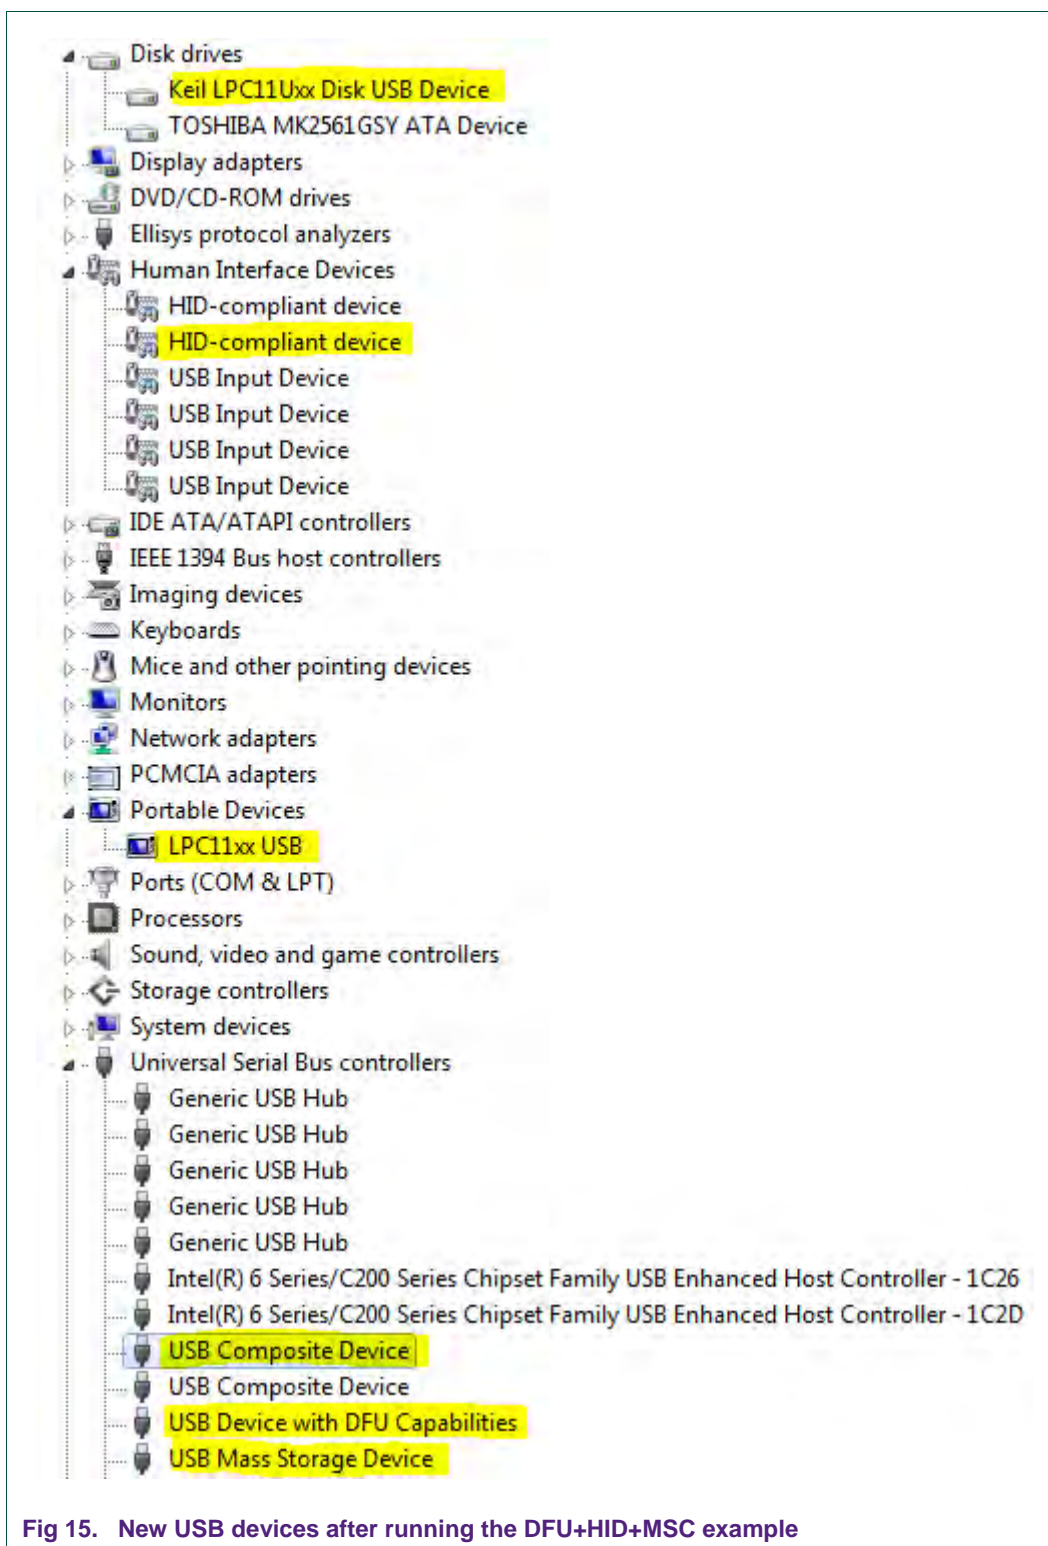 Disk drives
Keil LPC11Uxx Disk USB Device
TOSHIBA MK2561GSY ATA Device
Display adapters
DVD/CD-ROM drives
Ellisys protocol analyzers
Human Interface Devices
HID-compliant device
HID-compliant device
USB Input Device
USB Input Device
USB Input Device
USB Input Device
IDE ATA/ATAPI controllers
IEEE 1394 Bus host controllers
Imaging devices
Keyboards
Mice and other pointing devices
Monitors
Network adapters
PCMCIA adapters
Portable Devices
LPC11xx USB
Ports (COM & LPT)
Processors
Sound, video and game controllers
Storage controllers
System devices
Universal Serial Bus controllers
Generic USB Hub
Generic USB Hub
Generic USB Hub
Generic USB Hub
Generic USB Hub
Intel(R) 6 Series/C200 Series Chipset Family USB Enhanced Host Controller - 1C26
Intel(R) 6 Series/C200 Series Chipset Family USB Enhanced Host Controller - 1C2D
USB Composite Device
USB Composite Device
USB Device with DFU Capabilities
USB Mass Storage Device
Fig 15. New USB devices after running the DFU+HID+MSC example